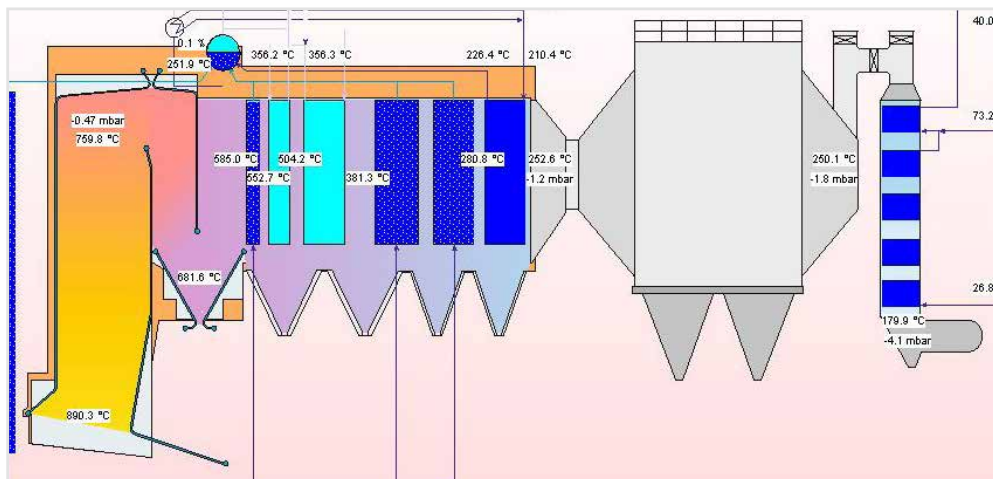 40.0
0.1 %
251.9 °C
356.2 °C
356.3 °C
226.4 °C
210.4 °C
-0.47 mbar
759.8 °C
73.2
585.0 °C
504.2 °C
280.8 °C
252.6 °C
250.1 °C
552.7 °C
381.3 °C
-1.2 mbar
-1.8 mbar
681.6 °C
26.8
179.9 °C
-4.1 mbar
890.3 °C